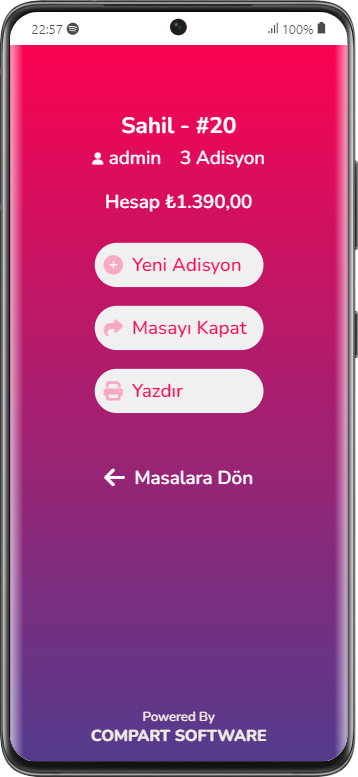 22:57 100%
Sahil - #20
admin 3 Adisyon
Hesap ₺1.390,00
Yeni Adisyon
Masayı Kapat
Yazdır
Masalara Dön
Powered By
COMPART SOFTWARE